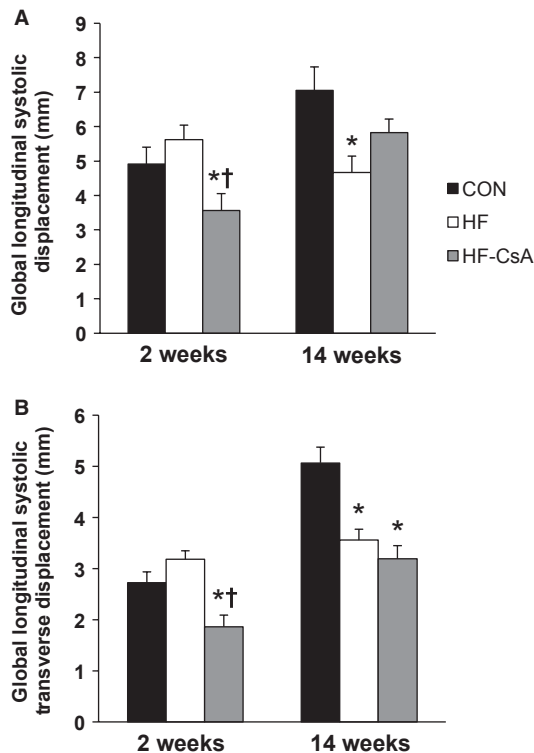 A
Global longitudinal systolic
displacement (mm)
9
8
7
6
5
4
3
2
1
0
*†
*
2 weeks
14 weeks
CON
HF
HF-CsA
B
Global longitudinal systolic
transverse displacement (mm)
6
5
4
3
2
1
0
*†
*
*
2 weeks
14 weeks